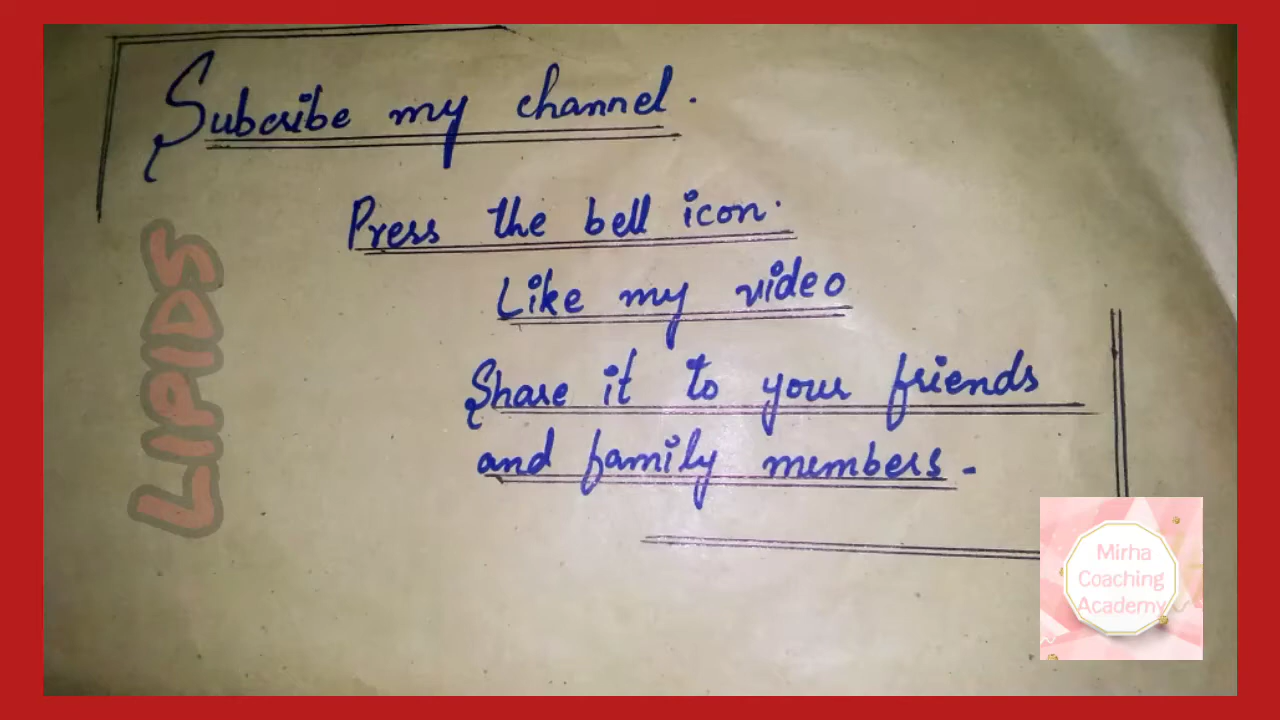 Subcribe my channel.
Press the bell icon.
Like my video
Share it to your friends
and family members.
LIPIDS
Mirha
Coaching
Academy